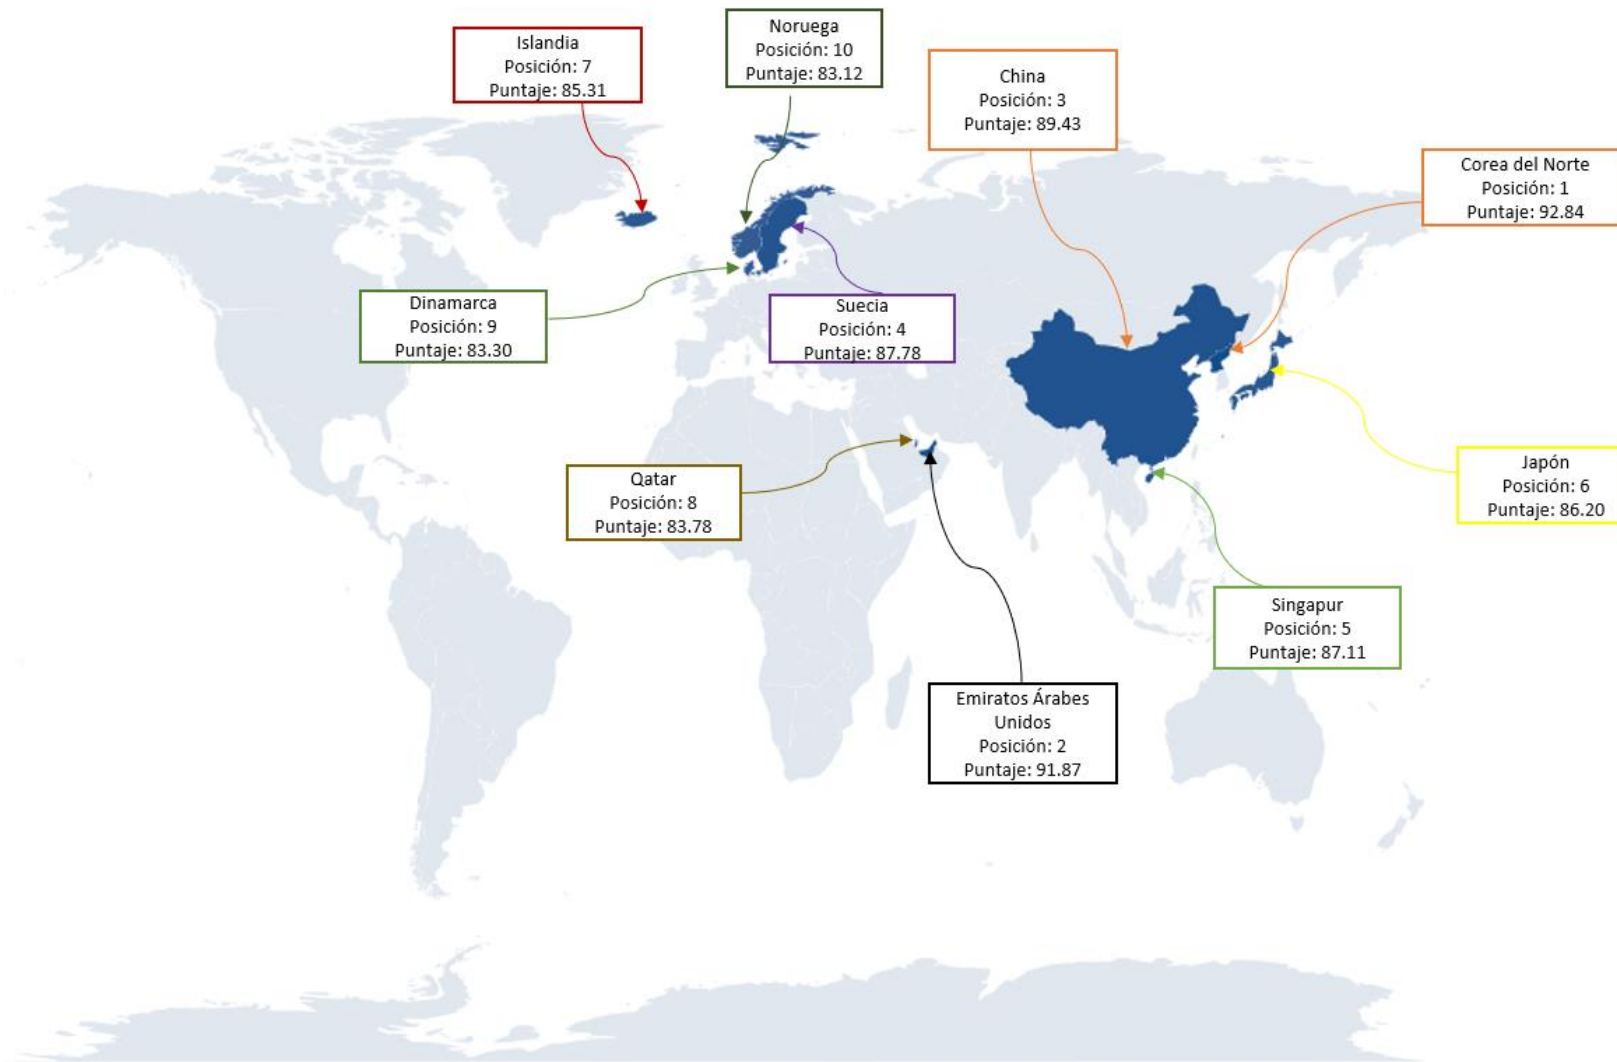 Islandia
Posición: 7
Puntaje: 85.31
Noruega
Posición: 10
Puntaje: 83.12
China
Posición: 3
Puntaje: 89.43
Corea del Norte
Posición: 1
Puntaje: 92.84
Dinamarca
Posición: 9
Puntaje: 83.30
Suecia
Posición: 4
Puntaje: 87.78
Qatar
Posición: 8
Puntaje: 83.78
Japón
Posición: 6
Puntaje: 86.20
Singapur
Posición: 5
Puntaje: 87.11
Emiratos Árabes
Unidos
Posición: 2
Puntaje: 91.87